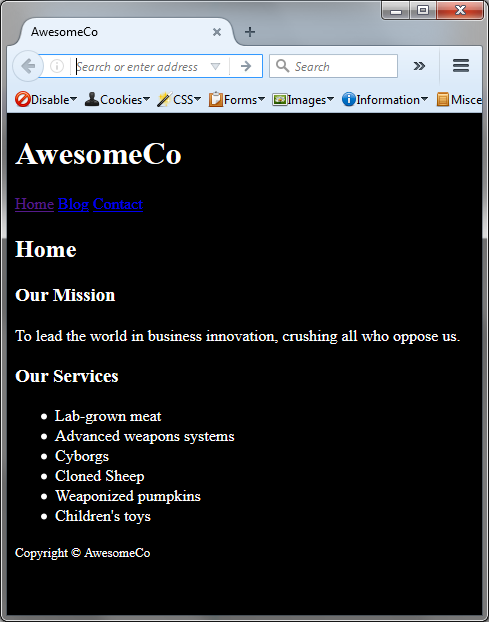 AwesomeCo
Search or enter address
Search
Disable Cookies CSS Forms Images Information Misce
AwesomeCo
Home Blog Contact
Home
Our Mission
To lead the world in business innovation, crushing all who oppose us.
Our Services
Lab-grown meat
Advanced weapons systems
Cyborgs
Cloned Sheep
Weaponized pumpkins
Children's toys
Copyright © AwesomeCo